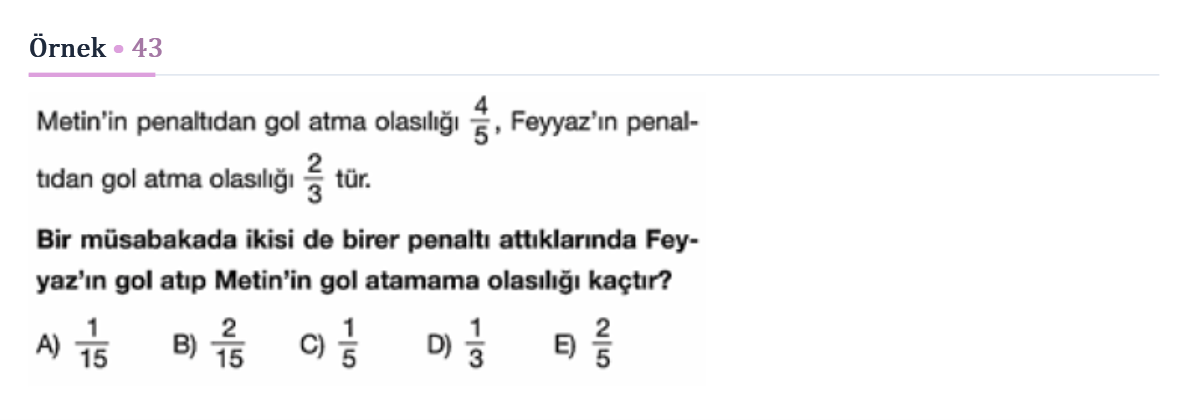 Örnek • 43
Metin'in penaltıdan gol atma olasılığı 4/5, Feyyaz'ın penal-
tıdan gol atma olasılığı 2/3 tür.
Bir müsabakada ikisi de birer penaltı attıklarında Fey-
yaz'ın gol atıp Metin'in gol atamama olasılığı kaçtır?
A) 1/15 B) 2/15 C) 1/5 D) 1/3 E) 2/5